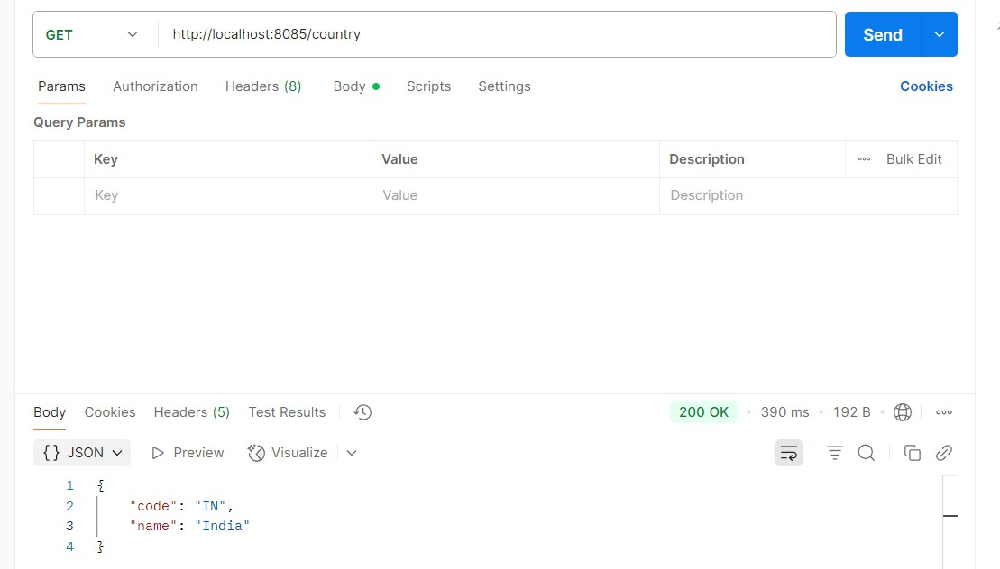 GET http://localhost:8085/country Send
Params Authorization Headers (8) Body Scripts Settings Cookies
Query Params
Key Value Description Bulk Edit
Key Value Description
Body Cookies Headers (5) Test Results 200 OK 390 ms 192 B
{} JSON Preview Visualize
1 {
2 "code": "IN",
3 "name": "India"
4 }